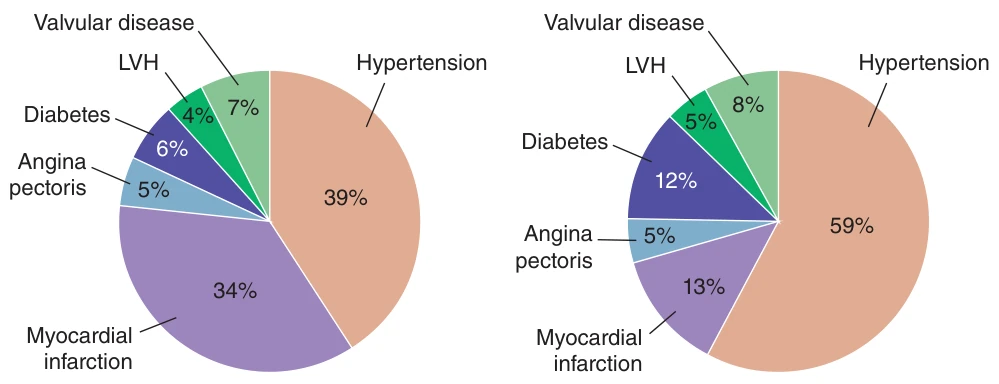 Valvular disease
LVH
Hypertension
Diabetes
Angina
pectoris
Myocardial
infarction
7%
4%
6%
5%
39%
34%
Valvular disease
LVH
Hypertension
Diabetes
Angina
pectoris
Myocardial
infarction
8%
5%
12%
5%
59%
13%